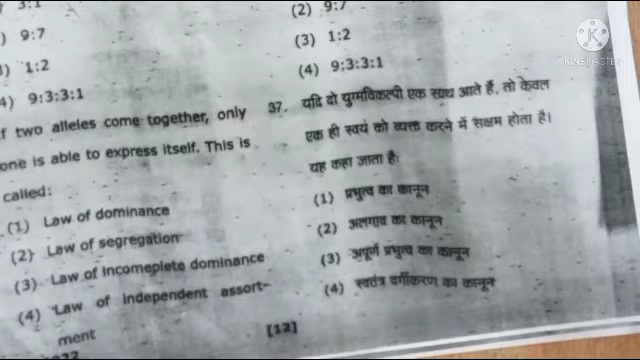 3:1
9:7
1:2
9:3:3:1
f two alleles come together, only
one is able to express itself. This is
called:
(1) Law of dominance
(2) Law of segregation
(3) Law of incomeplete dominance
(4) Law of independent assort-
ment
(2) 9:7
(3) 1:2
(4) 9:3:3:1
37. यदि दो युग्मविकल्पी एक साथ आते हैं, तो केवल
एक ही स्वयं को व्यक्त करने में सक्षम होता है।
यह कहा जाता है:
(1) प्रभुत्व का कानून
(2) अलगाव का कानून
(3) अपूर्ण प्रभुत्व का कानून
(4) स्वतंत्र वर्गीकरण का कानून
[12]
KINEMASTER